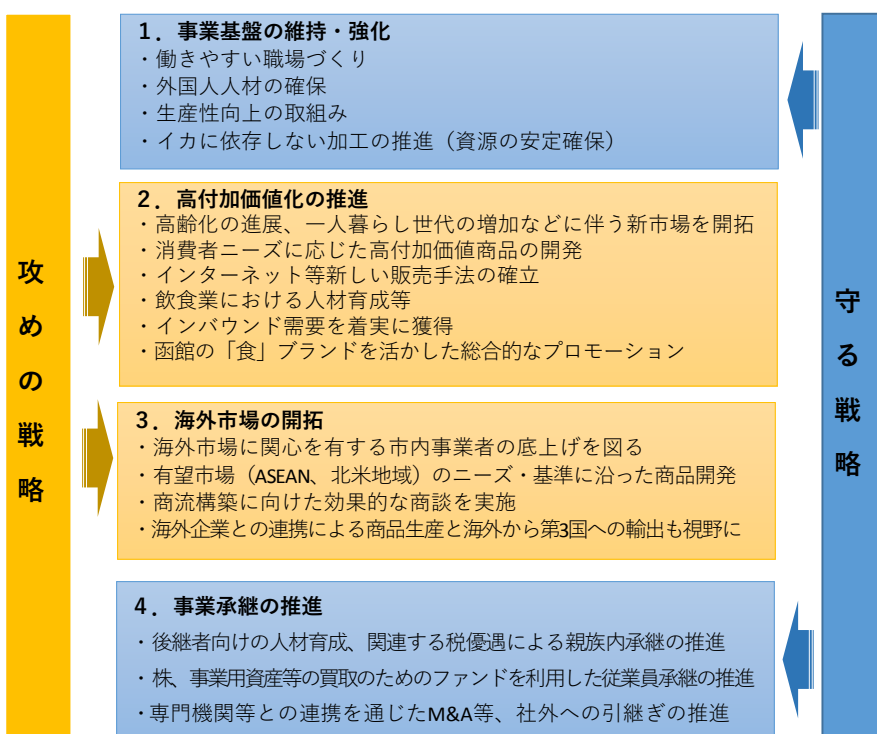 攻めの戦略
1．事業基盤の維持・強化
・働きやすい職場づくり
・外国人人材の確保
・生産性向上の取組み
・イカに依存しない加工の推進（資源の安定確保）
2．高付加価値化の推進
・高齢化の進展、一人暮らし世代の増加などに伴う新市場を開拓
・消費者ニーズに応じた高付加価値商品の開発
・インターネット等新しい販売手法の確立
・飲食業における人材育成等
・インバウンド需要を着実に獲得
・函館の「食」ブランドを活かした総合的なプロモーション
3．海外市場の開拓
・海外市場に関心を有する市内事業者の底上げを図る
・有望市場（ASEAN、北米地域）のニーズ・基準に沿った商品開発
・商流構築に向けた効果的な商談を実施
・海外企業との連携による商品生産と海外から第3国への輸出も視野に
4．事業承継の推進
・後継者向けの人材育成、関連する税優遇による親族内承継の推進
・株、事業用資産等の買取のためのファンドを利用した従業員承継の推進
・専門機関等との連携を通じたM&A等、社外への引継ぎの推進
守る戦略